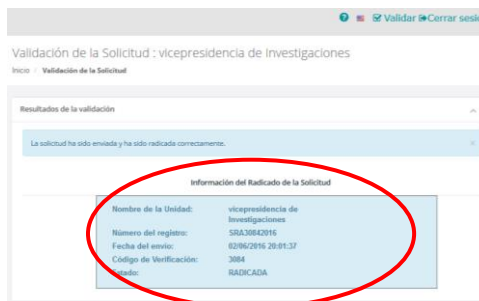 Validar Cerrar sesió
Validación de la Solicitud : vicepresidencia de Investigaciones
Inicio / Validación de la Solicitud
Resultados de la validación
La solicitud ha sido enviada y ha sido radicada correctamente.
Información del Radicado de la Solicitud
Nombre de la Unidad: vicepresidencia de Investigaciones
Número del registro: SRA30842016
Fecha del envío: 02/06/2016 20:01:37
Código de Verificación: 3084
Estado: RADICADA